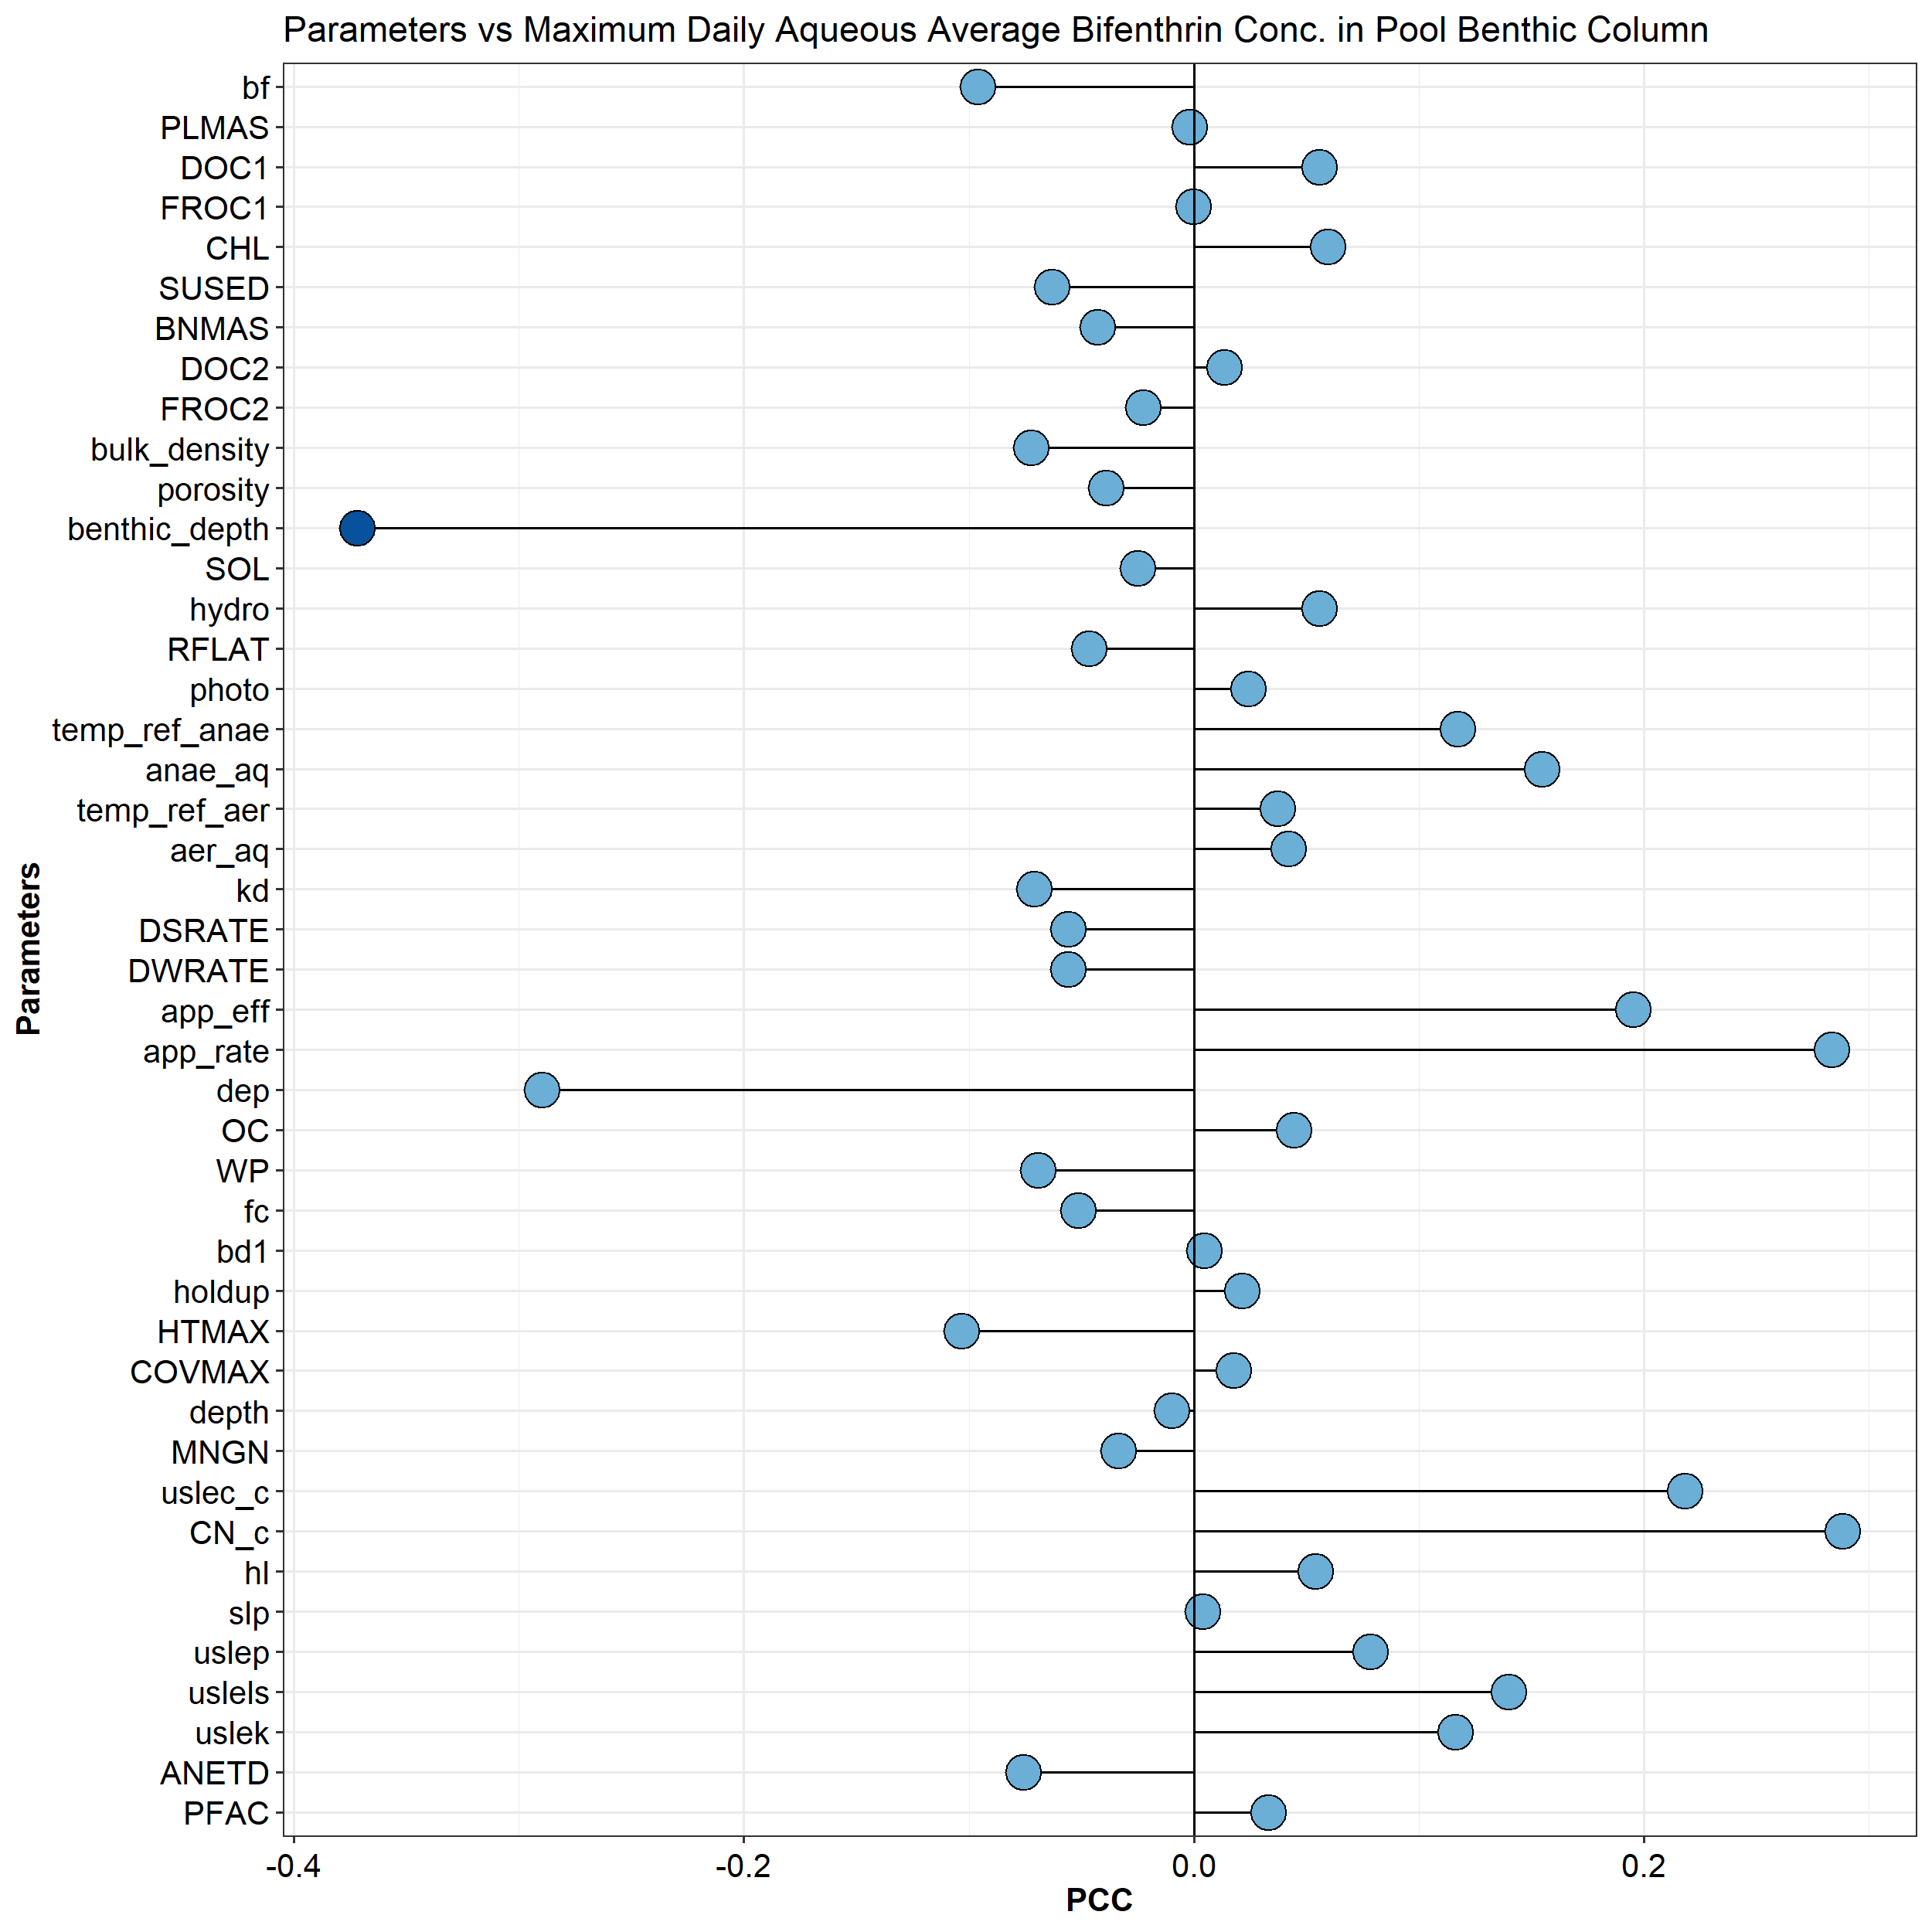 Parameters vs Maximum Daily Aqueous Average Bifenthrin Conc. in Pool Benthic Column
bf
PLMAS
DOC1
FROC1
CHL
SUSED
BNMAS
DOC2
FROC2
bulk_density
porosity
benthic_depth
SOL
hydro
RFLAT
photo
temp_ref_anae
anae_aq
temp_ref_aer
aer_aq
kd
DSRATE
DWRATE
app_eff
app_rate
dep
OC
WP
fc
bd1
holdup
HTMAX
COVMAX
depth
MNGN
uslec_c
CN_c
hl
slp
uslep
uslels
uslek
ANETD
PFAC
Parameters
-0.4 -0.2 0.0 0.2
PCC